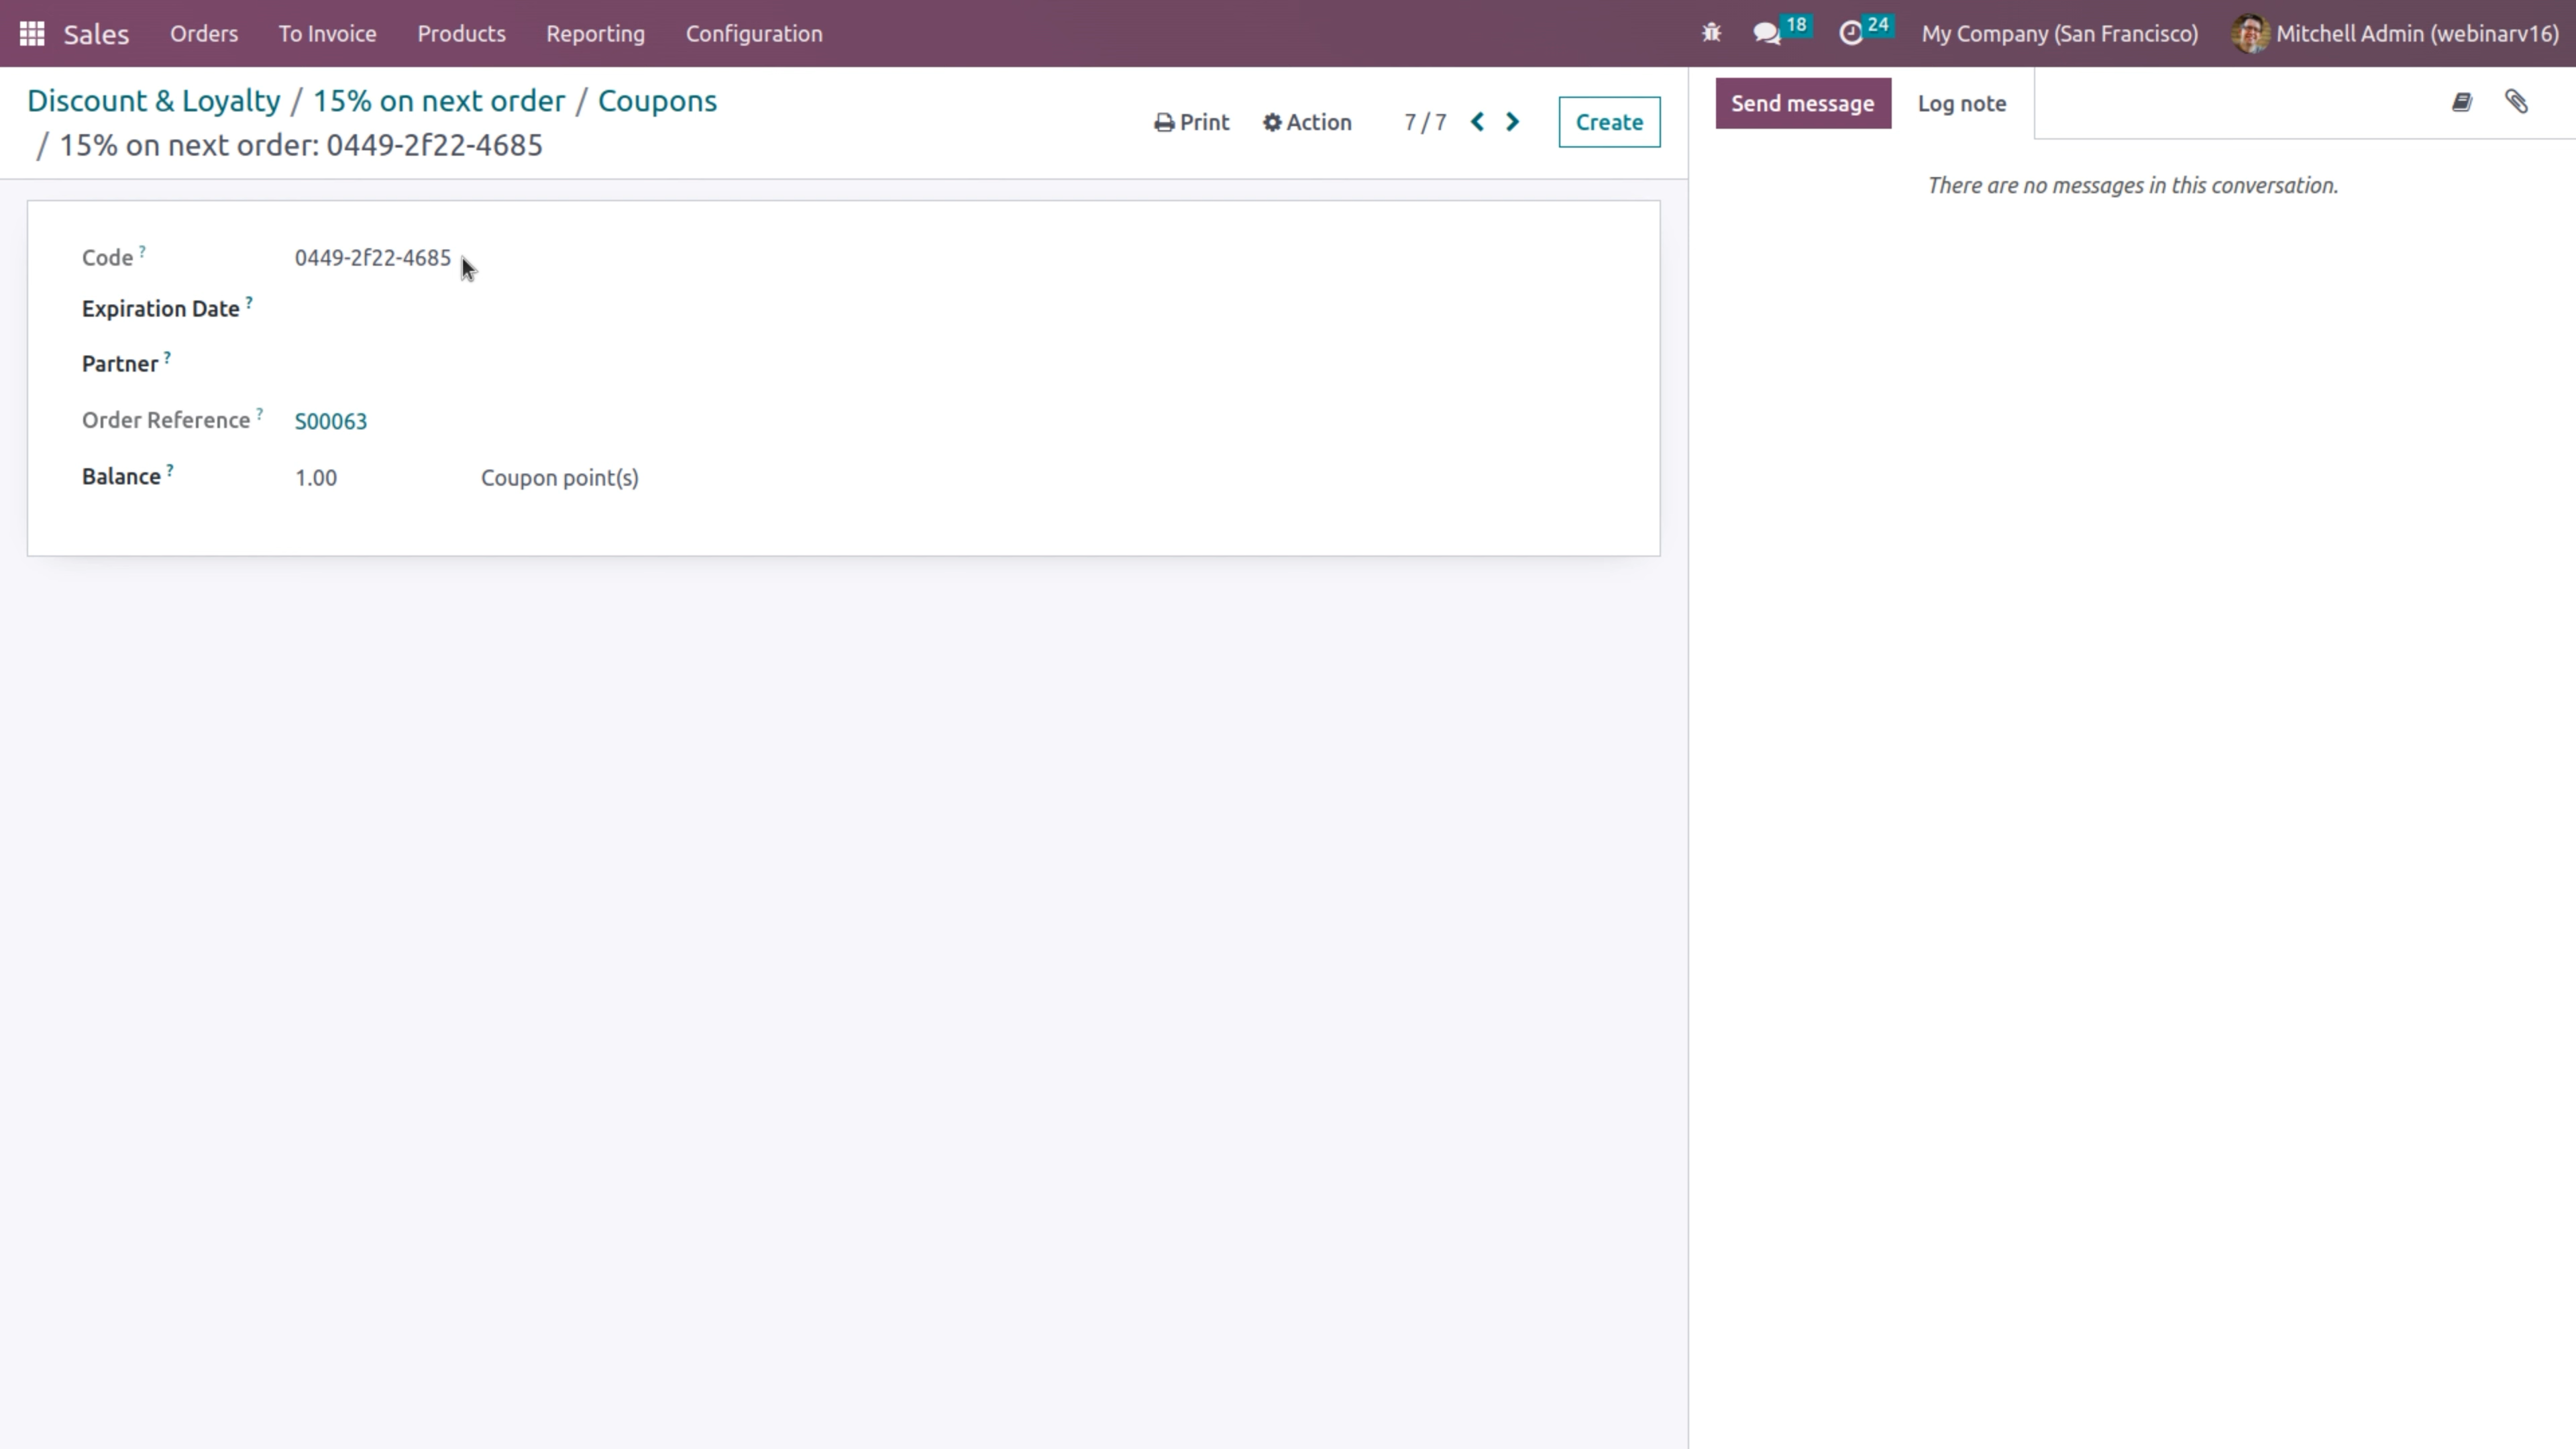 Sales Orders To Invoice Products Reporting Configuration 18 24 My Company (San Francisco) Mitchell Admin (webinarv16)
Discount & Loyalty / 15% on next order / Coupons
/ 15% on next order: 0449-2f22-4685
Print Action 7 / 7 Create
Send message Log note
There are no messages in this conversation.
Code ? 0449-2f22-4685
Expiration Date ?
Partner ?
Order Reference ? S00063
Balance ? 1.00 Coupon point(s)